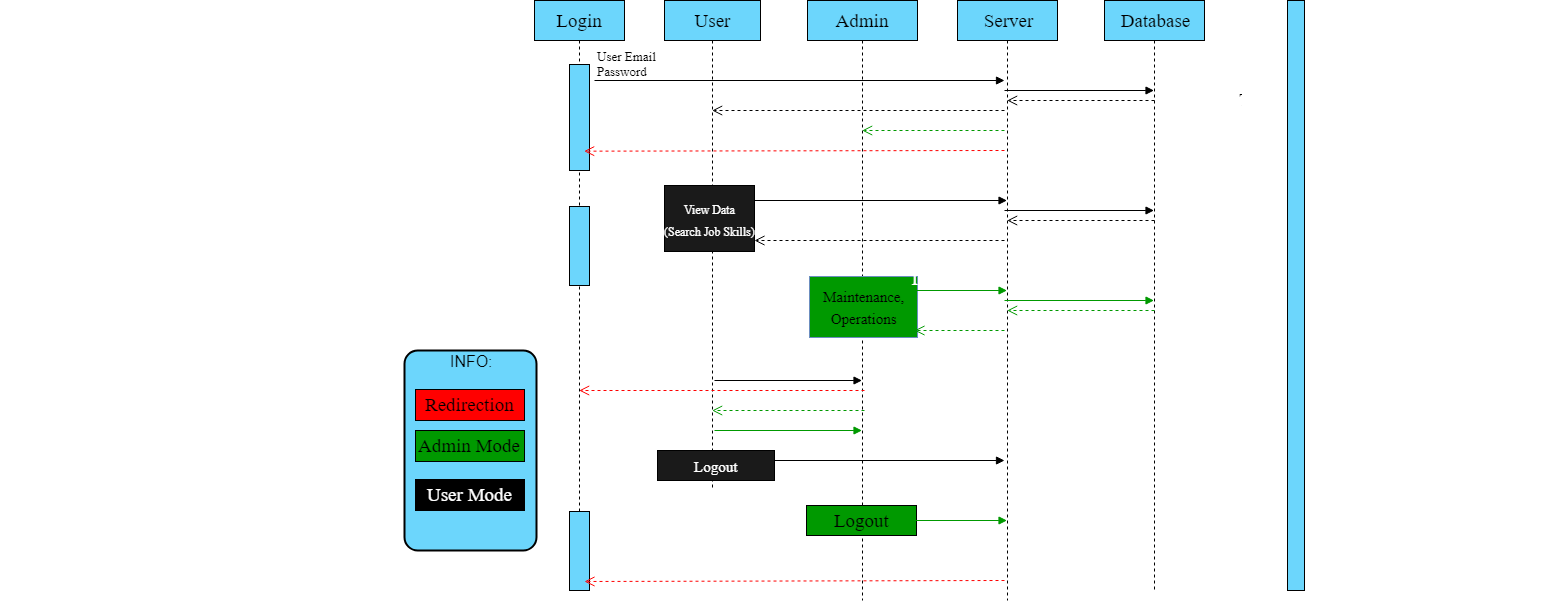 Login
User
Admin
Server
Database
User Email
Password
View Data
(Search Job Skills)
Maintenance,
Operations
INFO:
Redirection
Admin Mode
User Mode
Logout
Logout